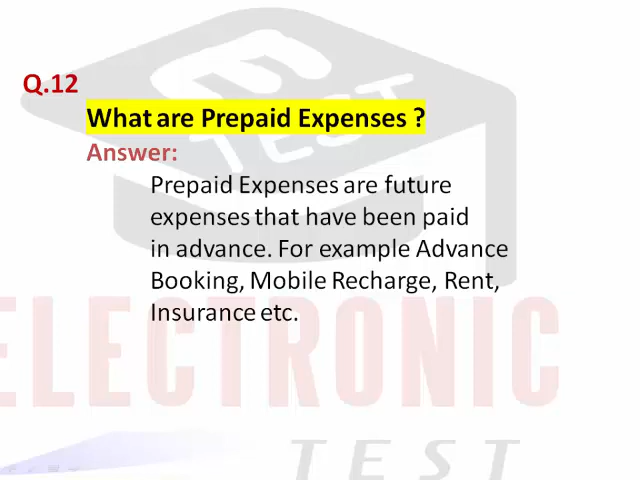 Q.12
What are Prepaid Expenses ?
Answer:
Prepaid Expenses are future
expenses that have been paid
in advance. For example Advance
Booking, Mobile Recharge, Rent,
Insurance etc.
TEST
ELECTRONIC
TEST